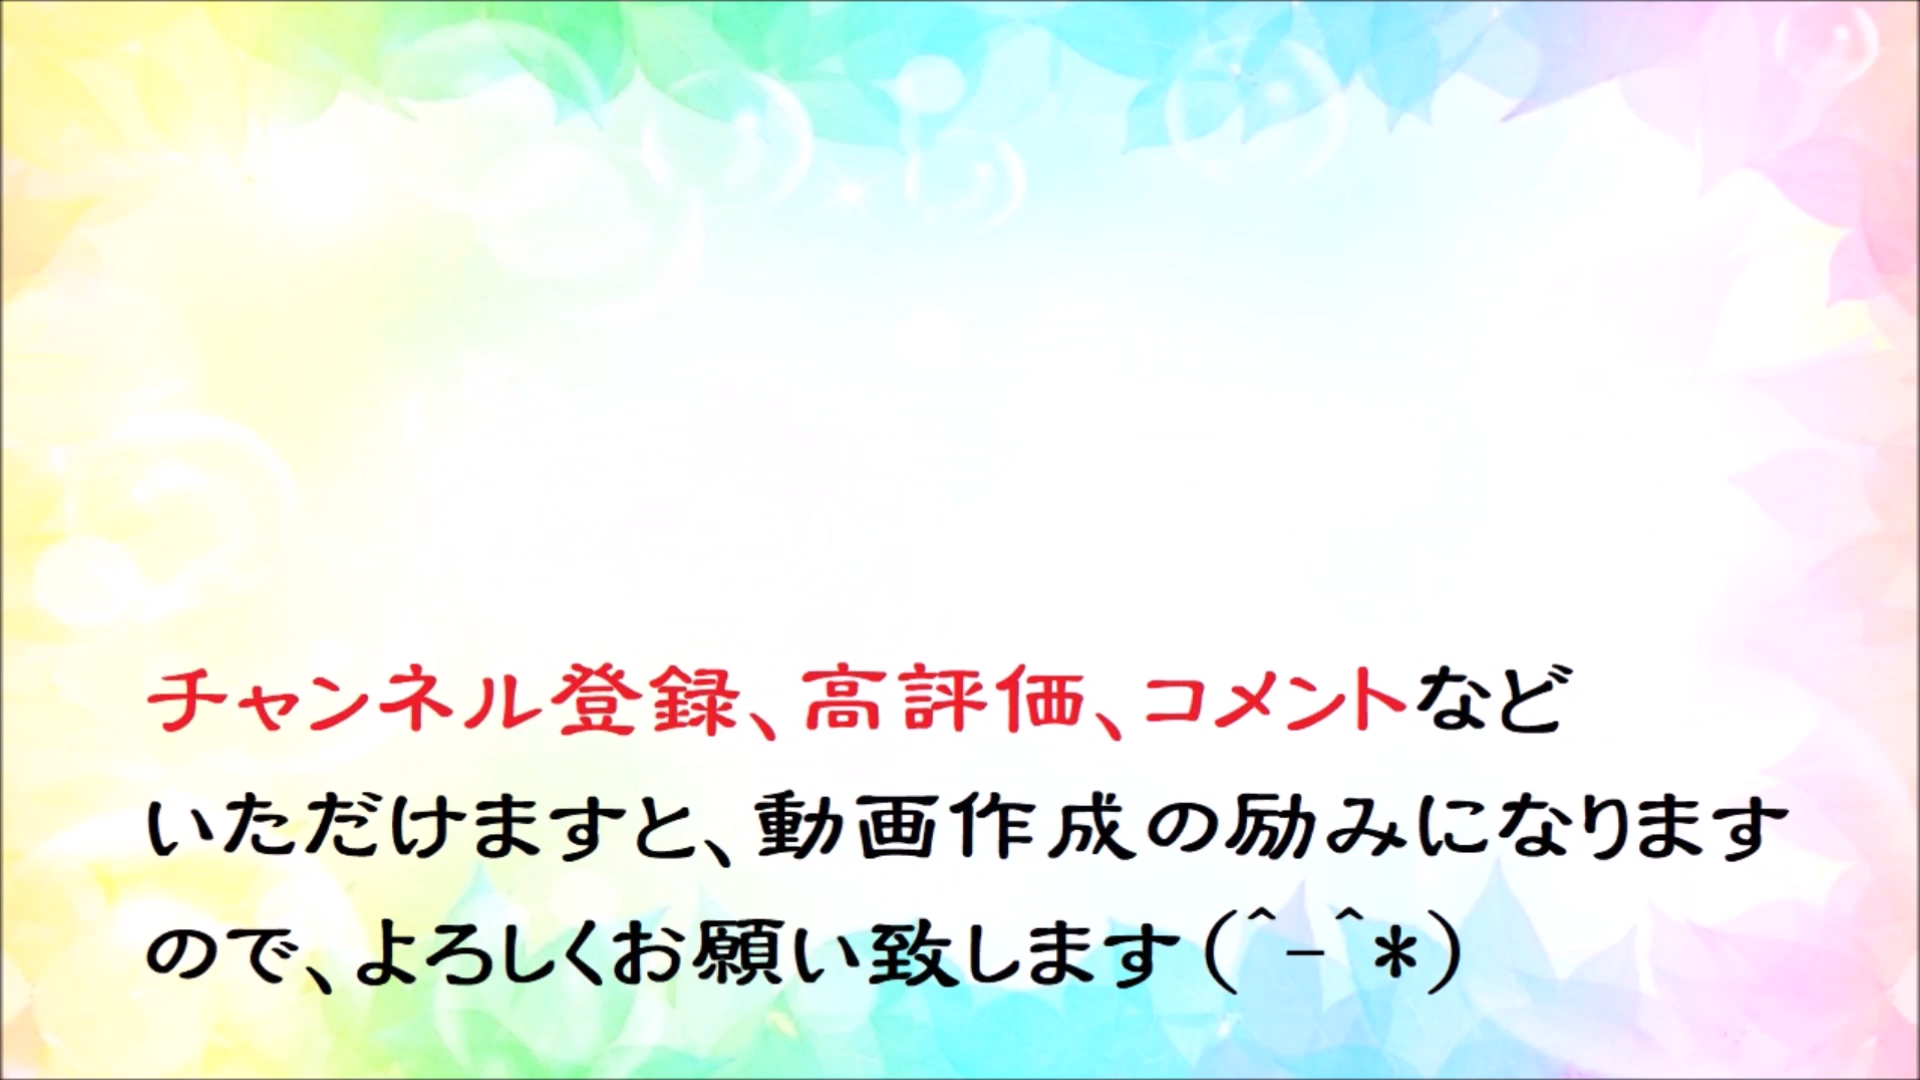 チャンネル登録、高評価、コメントなど
いただけますと、動画作成の励みになります
ので、よろしくお願い致します(^-^*)